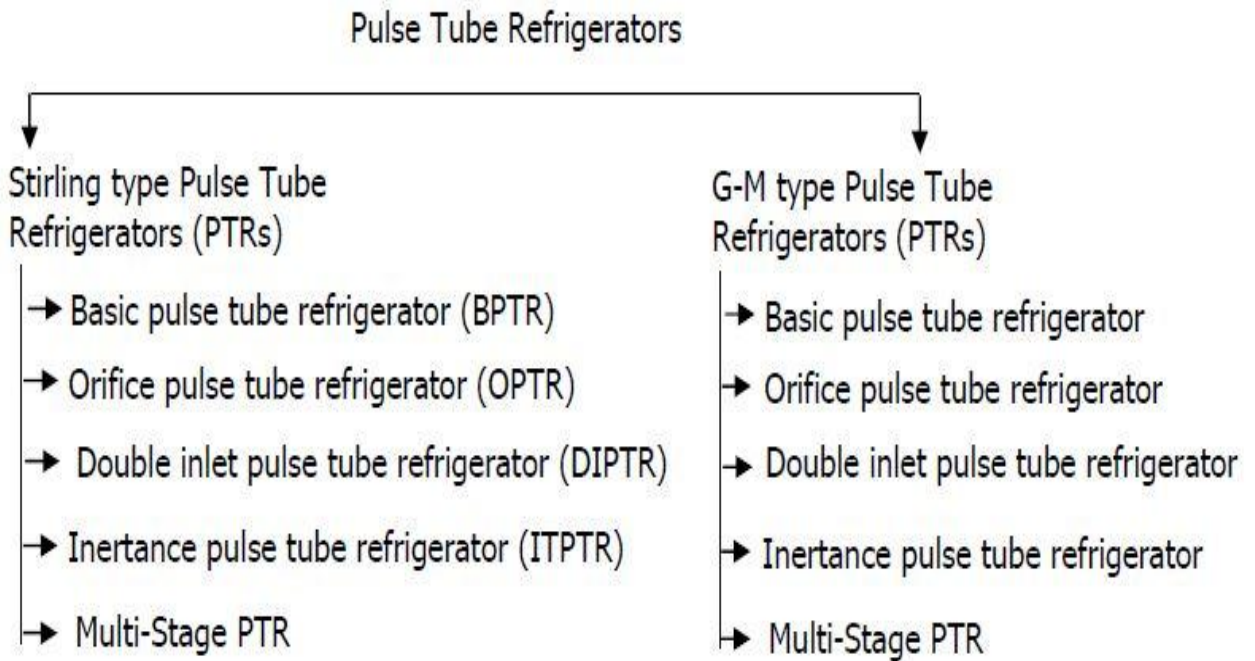 Pulse Tube Refrigerators
Stirling type Pulse Tube
Refrigerators (PTRs)
Basic pulse tube refrigerator (BPTR)
Orifice pulse tube refrigerator (OPTR)
Double inlet pulse tube refrigerator (DIPTR)
Inertance pulse tube refrigerator (ITPTR)
Multi-Stage PTR
G-M type Pulse Tube
Refrigerators (PTRs)
Basic pulse tube refrigerator
Orifice pulse tube refrigerator
Double inlet pulse tube refrigerator
Inertance pulse tube refrigerator
Multi-Stage PTR